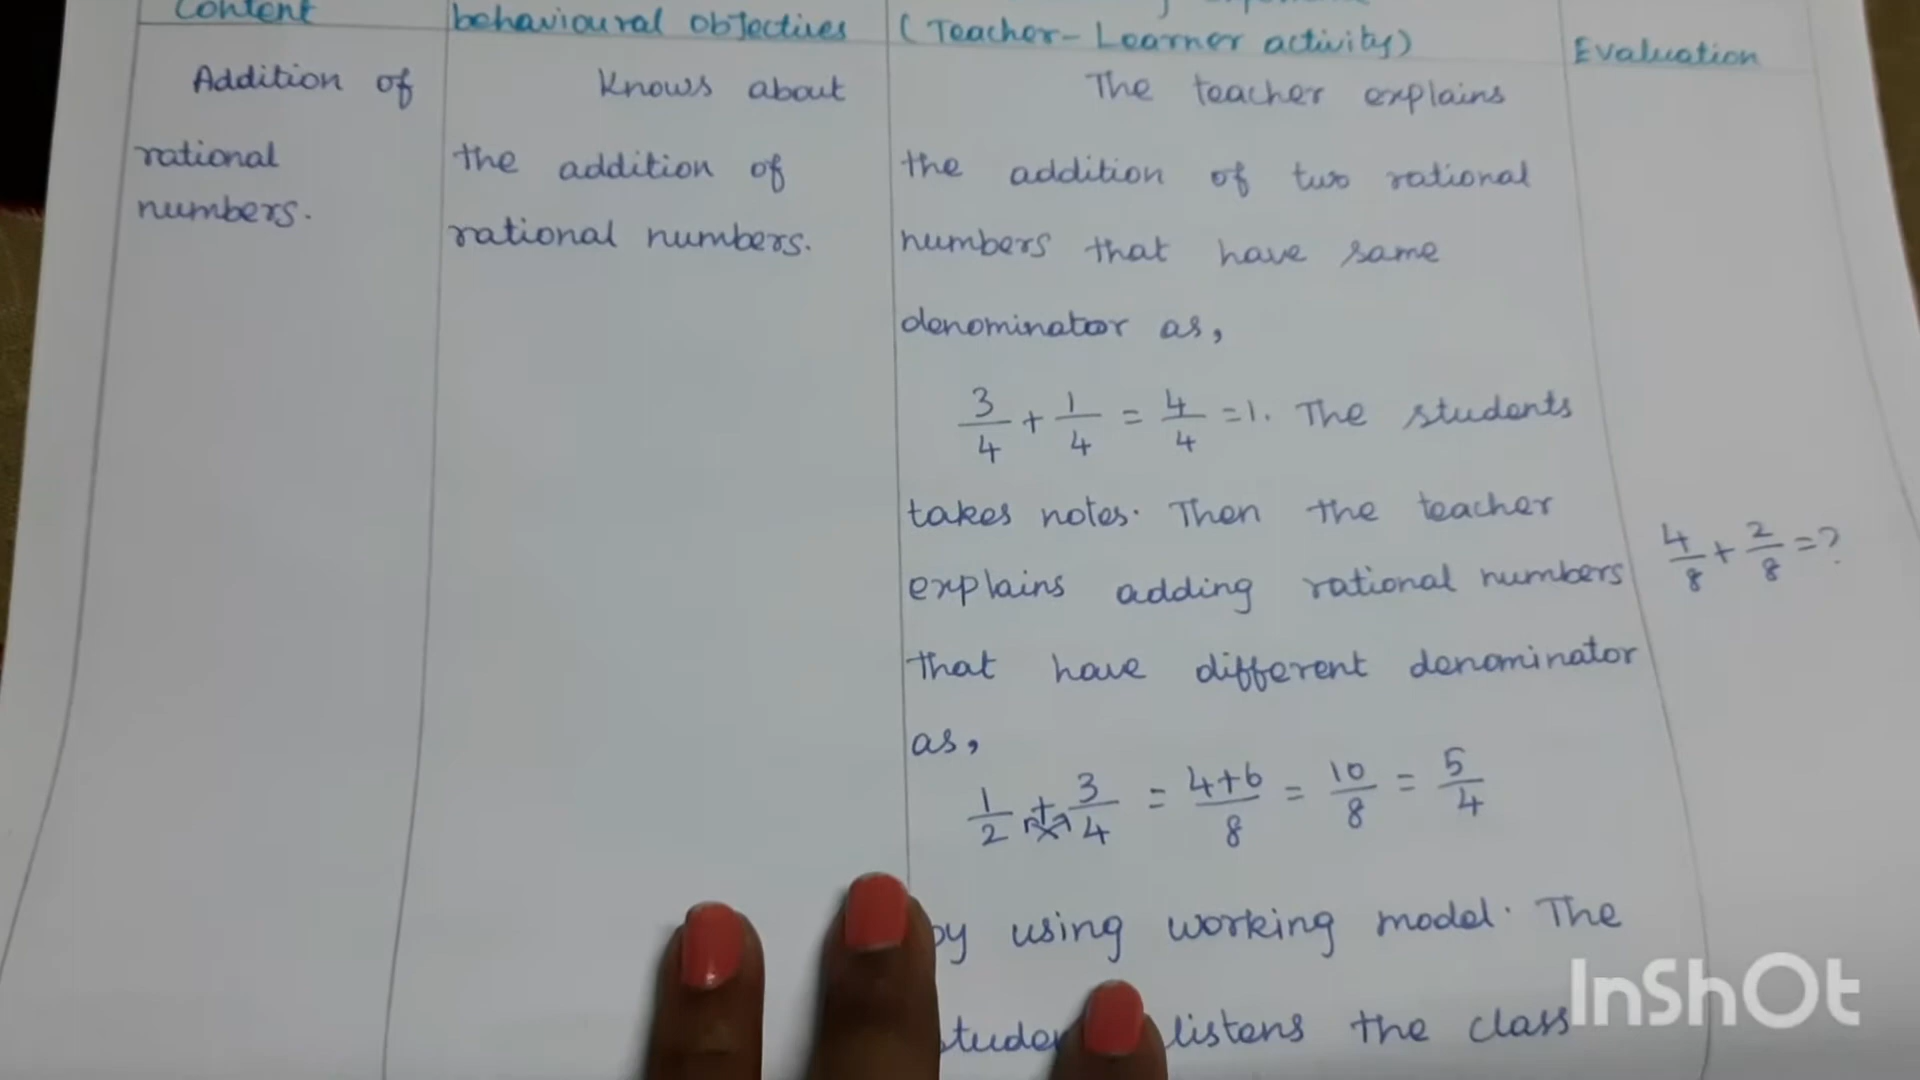 Content
behavioural objectives
(Teacher-Learner activity)
Evaluation
Addition of
rational
numbers.
Knows about
the addition of
rational numbers.
The teacher explains
the addition of two rational
numbers that have same
denominator as,
3/4 + 1/4 = 4/4 = 1. The students
takes notes. Then the teacher
explains adding rational numbers
that have different denominator
as,
1/2 + 3/4 = 4+6/8 = 10/8 = 5/4
by using working model. The
listens the class
4/8 + 2/8 = ?
InShOt